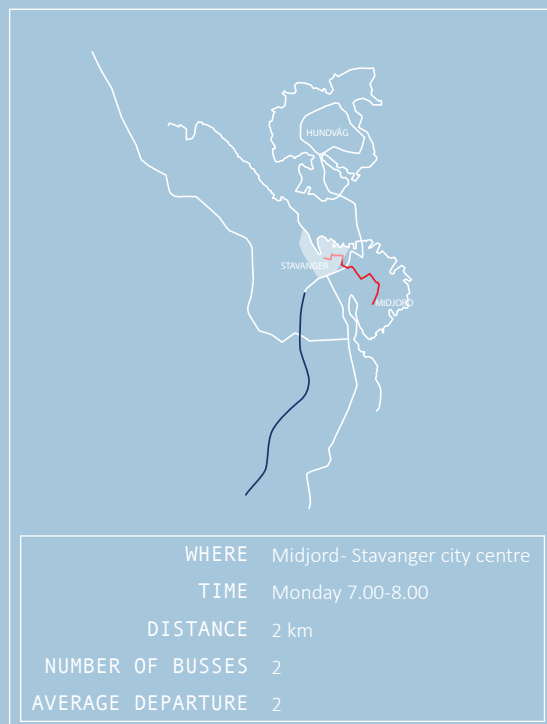 HUNDVÅG
STAVANGER
MIDJORD
WHERE Midjord- Stavanger city centre
TIME Monday 7.00-8.00
DISTANCE 2 km
NUMBER OF BUSSES 2
AVERAGE DEPARTURE 2